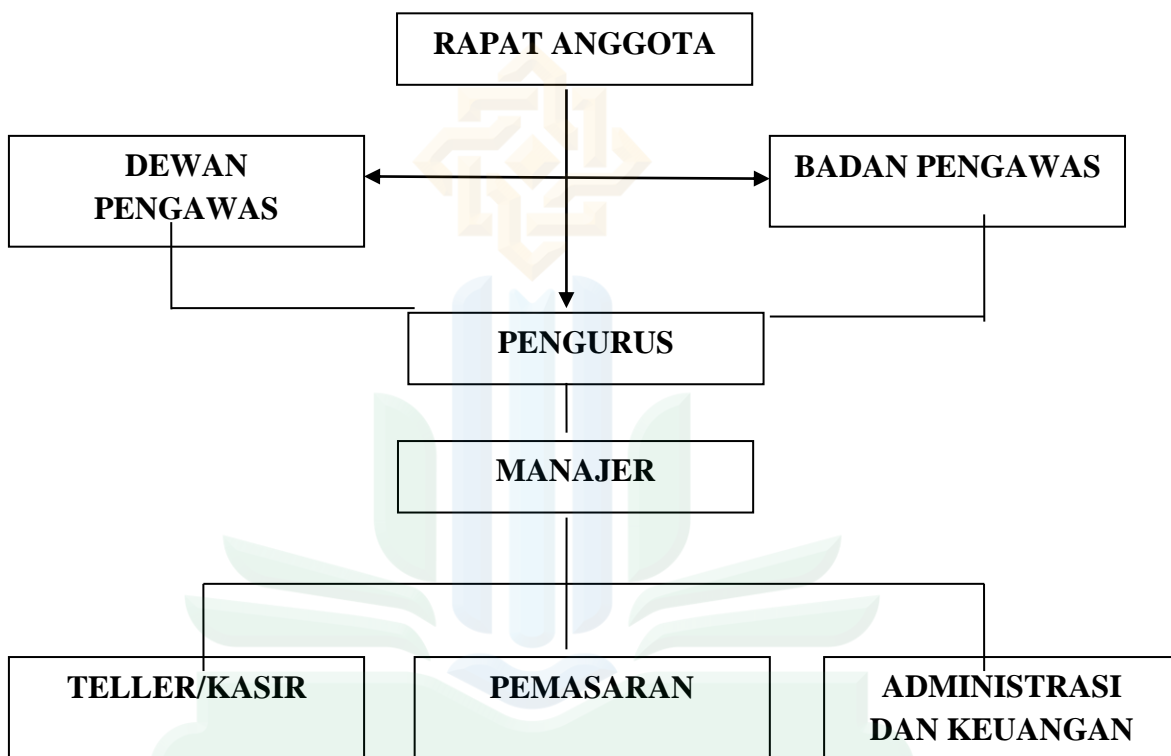 RAPAT ANGGOTA
DEWAN
PENGAWAS
BADAN PENGAWAS
PENGURUS
MANAJER
TELLER/KASIR
PEMASARAN
ADMINISTRASI
DAN KEUANGAN